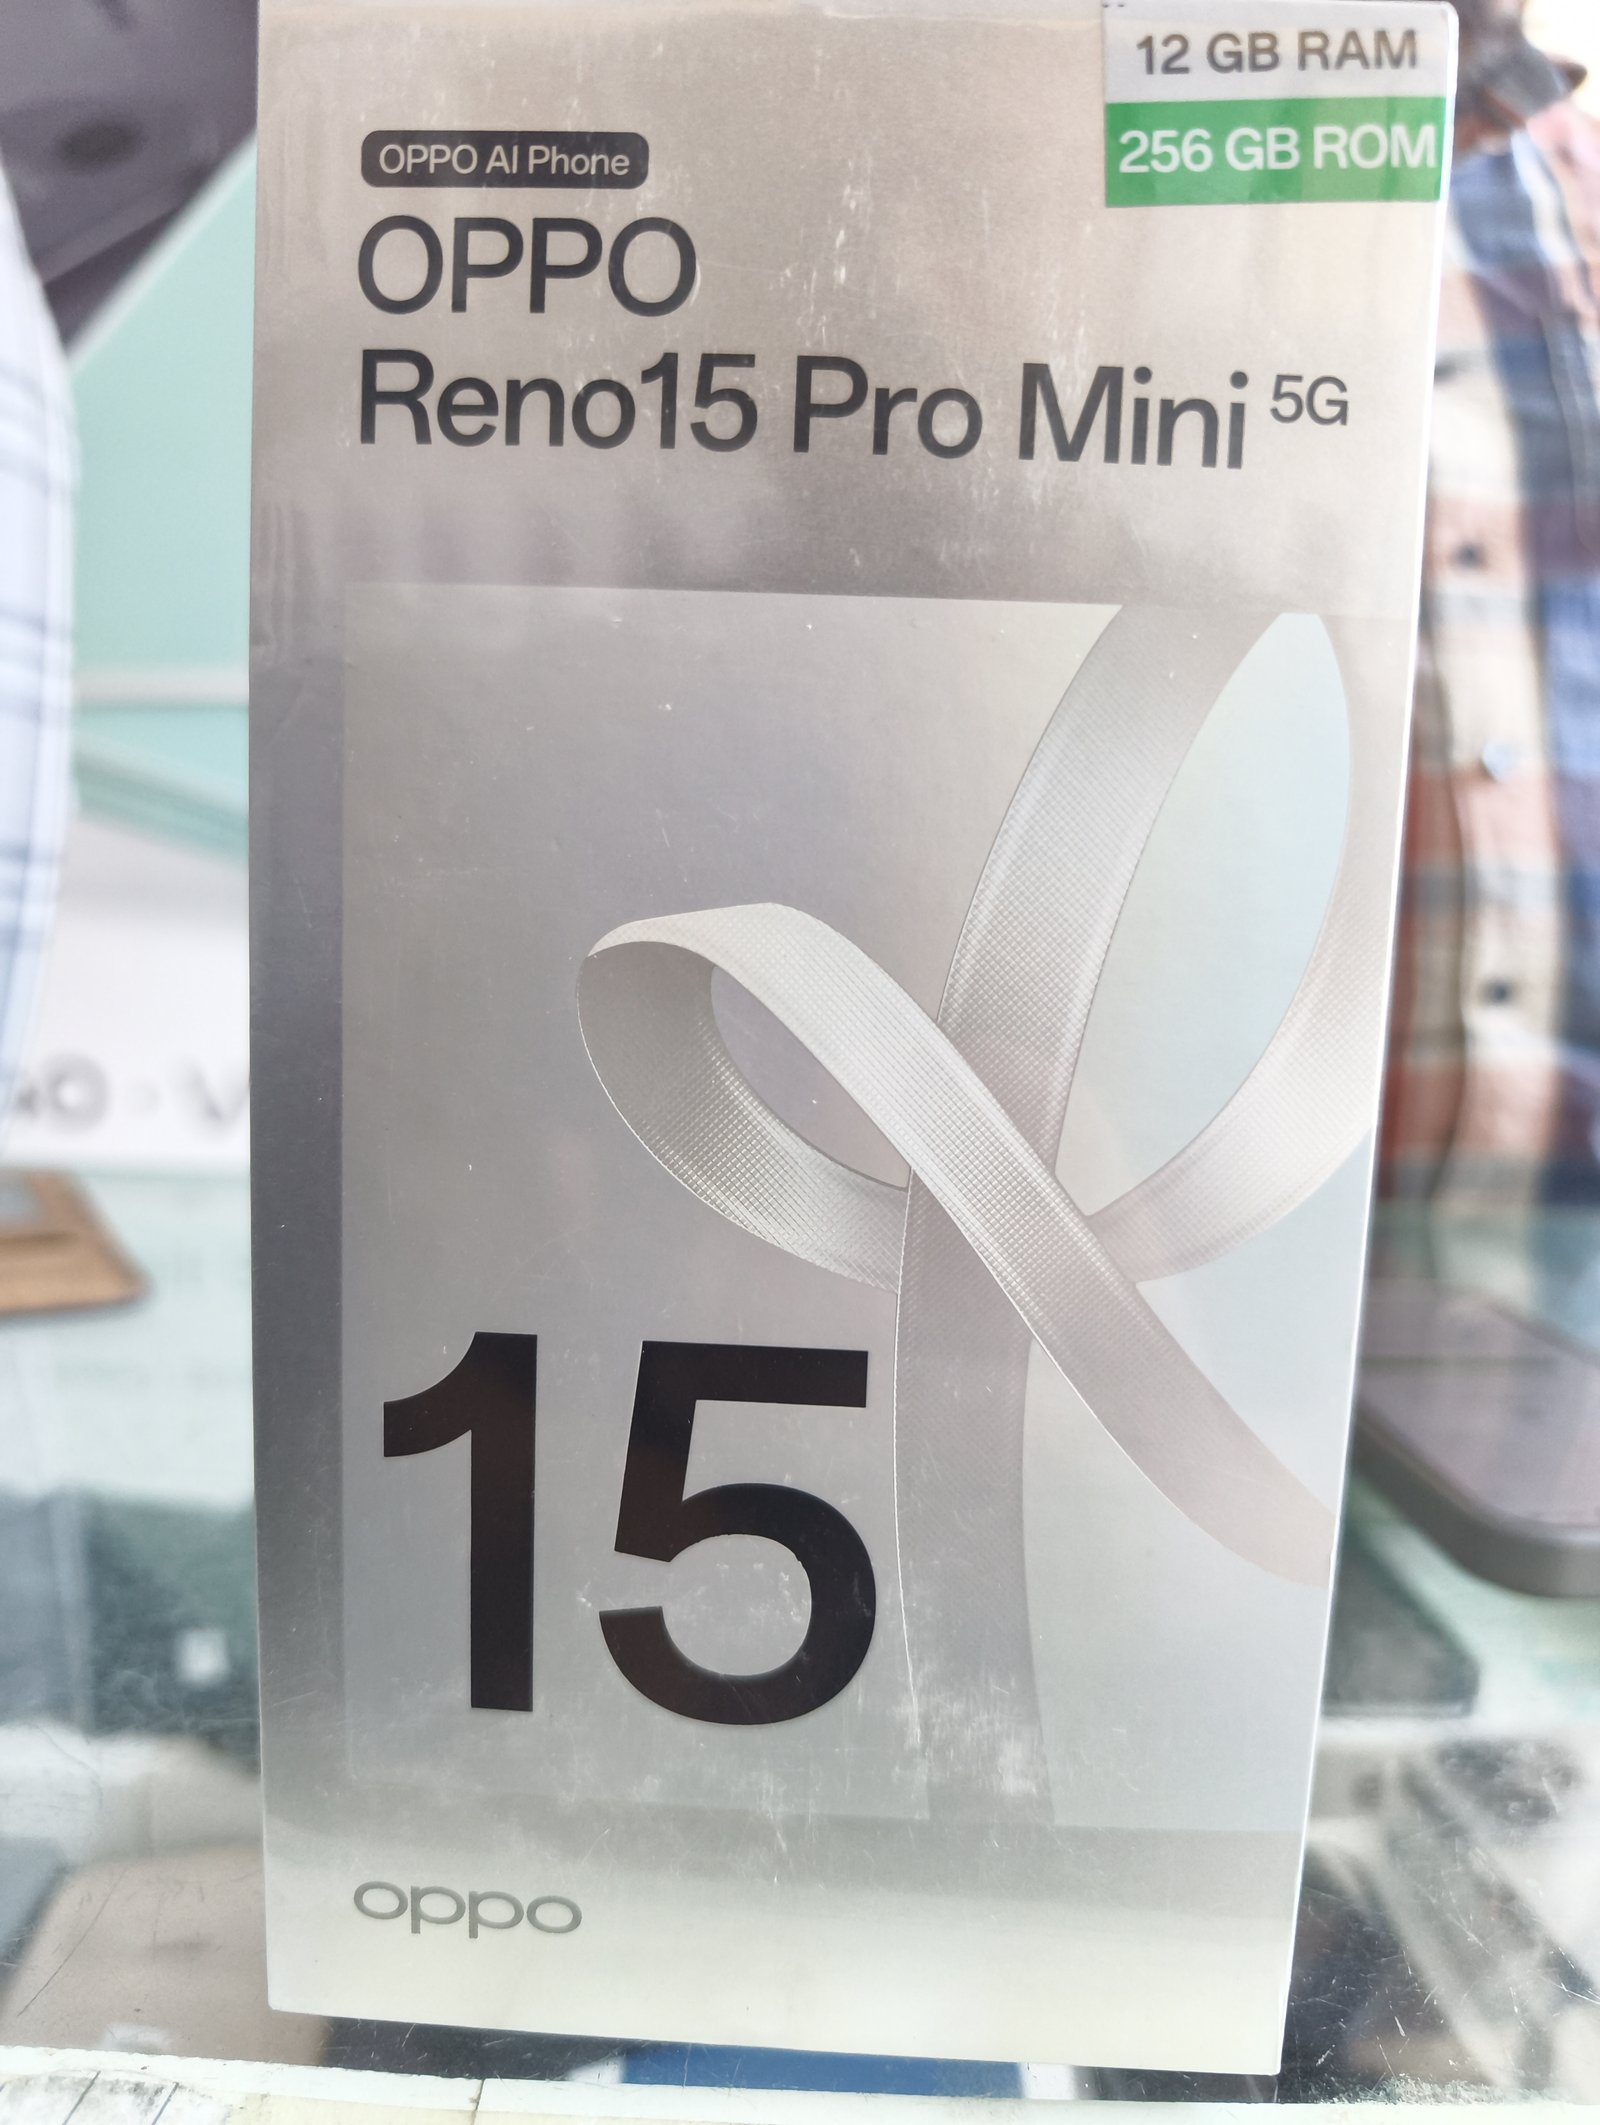 12 GB RAM
256 GB ROM
OPPO AI Phone
OPPO
Reno15 Pro Mini 5G
15
oppo